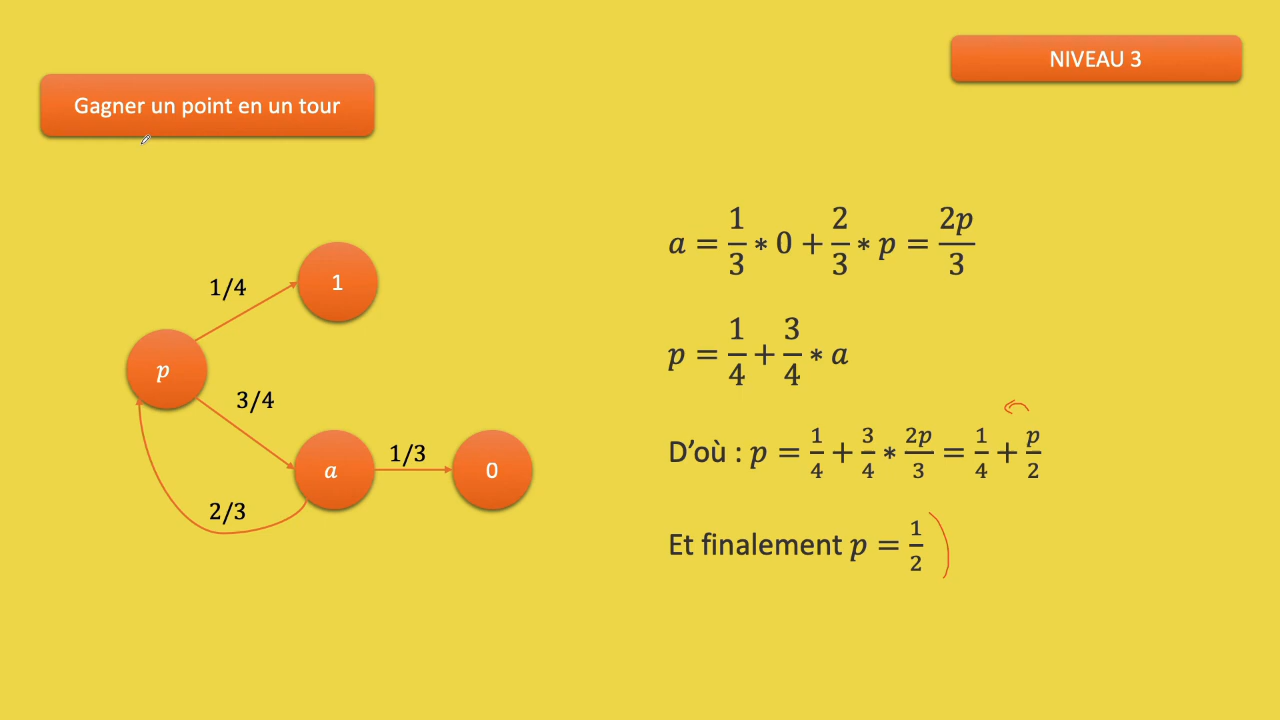 NIVEAU 3
Gagner un point en un tour
1/4
1
p
3/4
a
1/3
0
2/3
a = 1/3 * 0 + 2/3 * p = 2p/3
p = 1/4 + 3/4 * a
D'où : p = 1/4 + 3/4 * 2p/3 = 1/4 + p/2
Et finalement p = 1/2